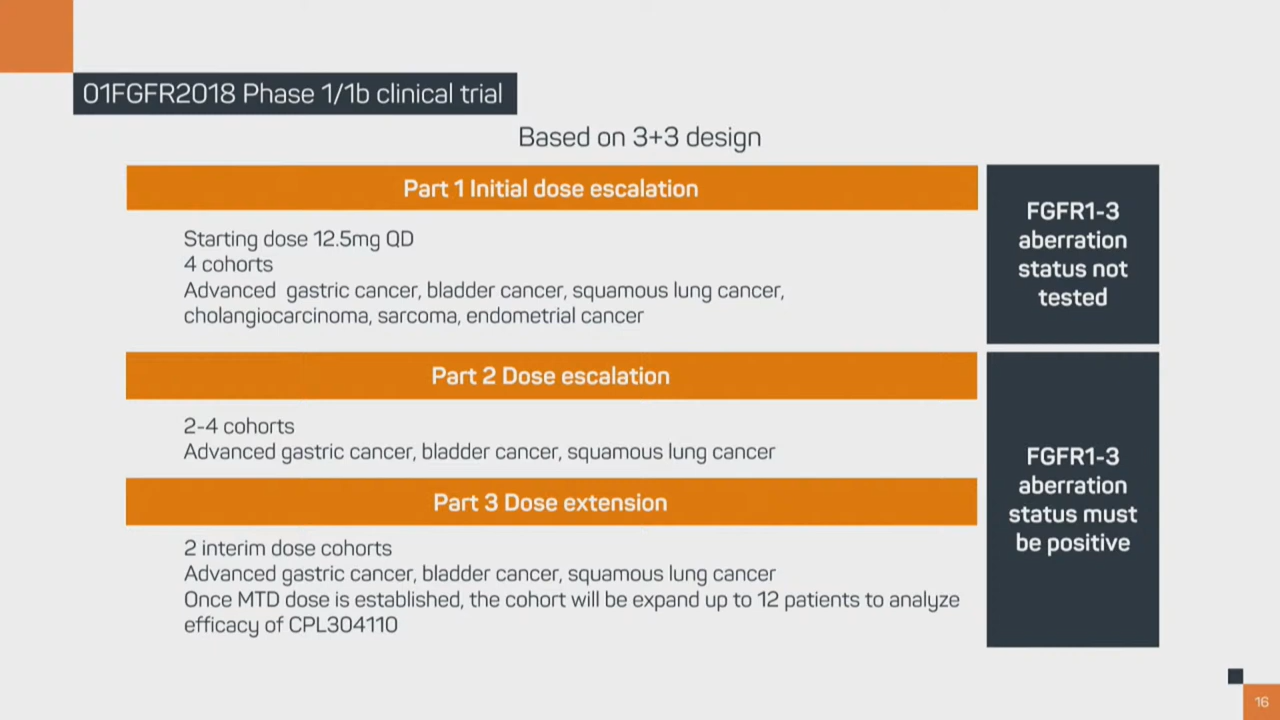 01FGFR2018 Phase 1/1b clinical trial
Based on 3+3 design
Part 1 Initial dose escalation
Starting dose 12.5mg QD
4 cohorts
Advanced gastric cancer, bladder cancer, squamous lung cancer,
cholangiocarcinoma, sarcoma, endometrial cancer
FGFR1-3
aberration
status not
tested
Part 2 Dose escalation
2-4 cohorts
Advanced gastric cancer, bladder cancer, squamous lung cancer
Part 3 Dose extension
2 interim dose cohorts
Advanced gastric cancer, bladder cancer, squamous lung cancer
Once MTD dose is established, the cohort will be expand up to 12 patients to analyze
efficacy of CPL304110
FGFR1-3
aberration
status must
be positive
16